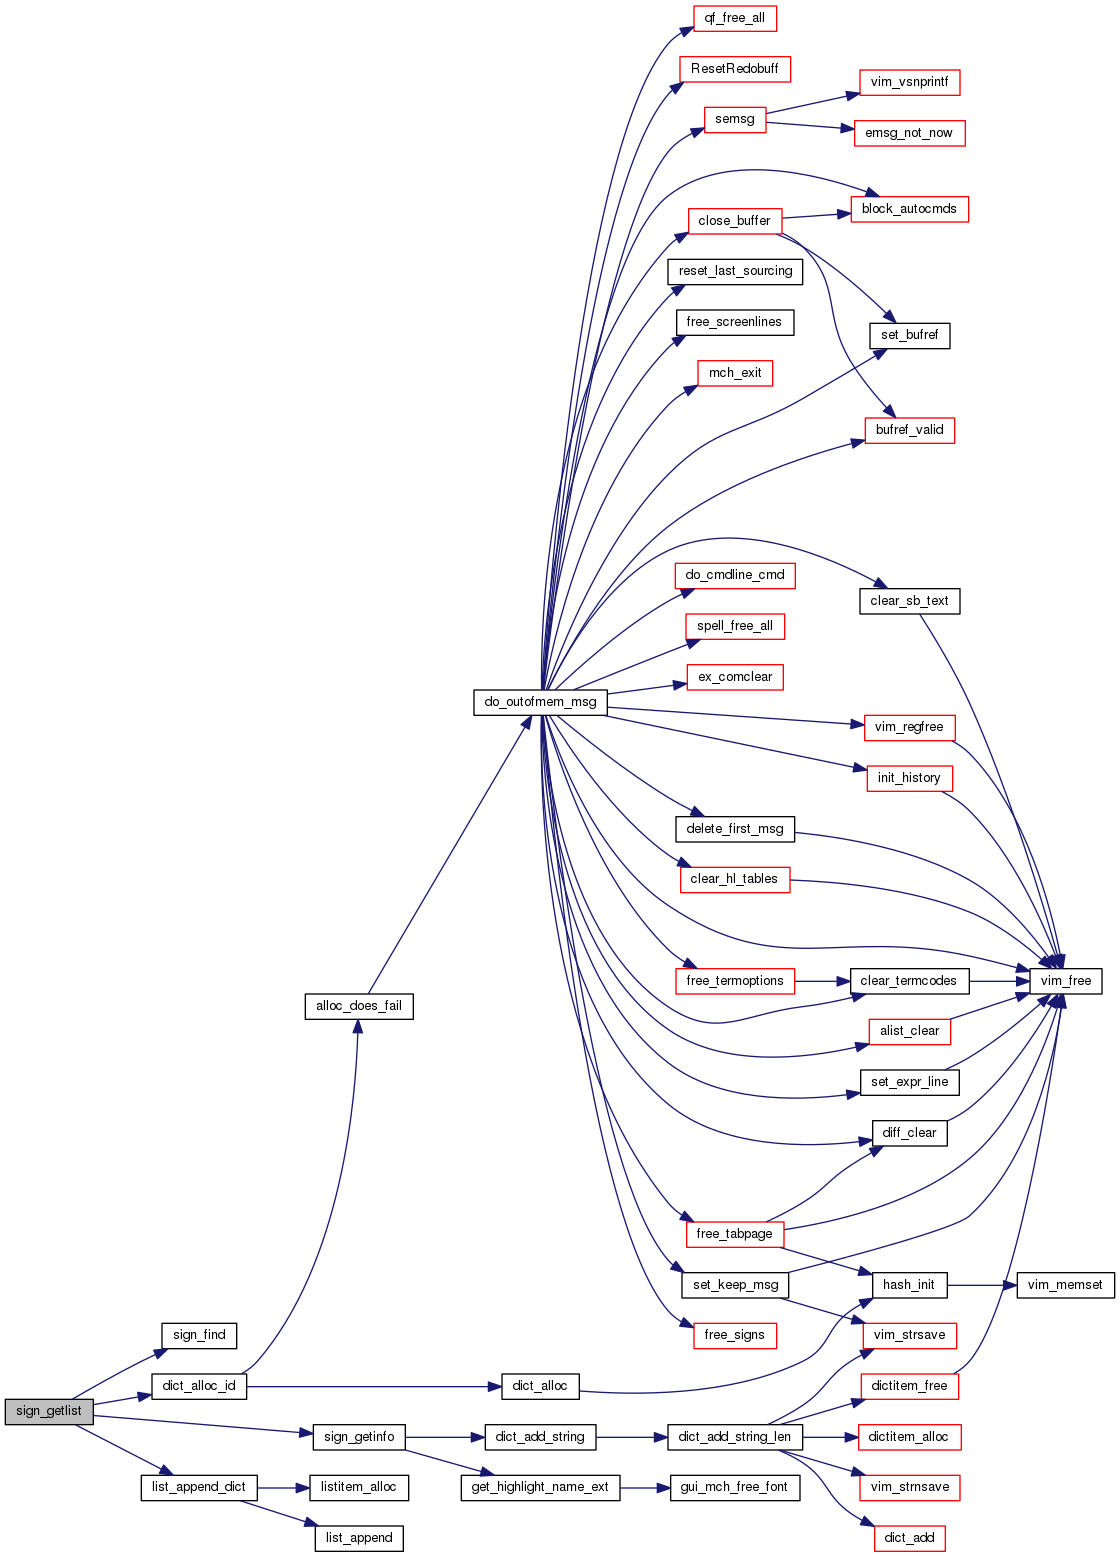 qf_free_all
ResetRedobuff
vim_vsnprintf
semsg
emsg_not_now
block_autocmds
close_buffer
reset_last_sourcing
free_screenlines
set_bufref
mch_exit
bufref_valid
do_cmdline_cmd
clear_sb_text
spell_free_all
ex_comclear
do_outofmem_msg
vim_regfree
init_history
delete_first_msg
clear_hl_tables
free_termoptions
clear_termcodes
vim_free
alloc_does_fail
alist_clear
set_expr_line
diff_clear
free_tabpage
set_keep_msg
hash_init
vim_memset
sign_find
free_signs
vim_strsave
dict_alloc_id
dict_alloc
dictitem_free
sign_getlist
sign_getinfo
dict_add_string
dict_add_string_len
dictitem_alloc
list_append_dict
listitem_alloc
get_highlight_name_ext
gui_mch_free_font
vim_strnsave
list_append
dict_add